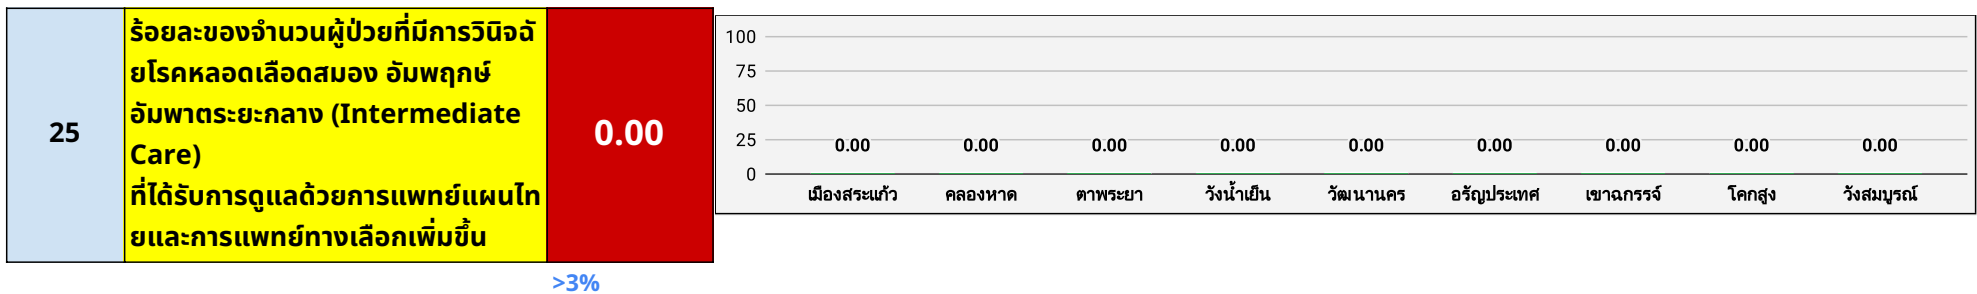 25
ร้อยละของจำนวนผู้ป่วยที่มีการวินิจฉั
ยโรคหลอดเลือดสมอง อัมพฤกษ์
อัมพาตระยะกลาง (Intermediate
Care)
ที่ได้รับการดูแลด้วยการแพทย์แผนไท
ยและการแพทย์ทางเลือกเพิ่มขึ้น
0.00
>3%
100
75
50
25
0
0.00 0.00 0.00 0.00 0.00 0.00 0.00 0.00 0.00
เมืองสระแก้ว คลองหาด ตาพระยา วังน้ำเย็น วัฒนานคร อรัญประเทศ เขาฉกรรจ์ โคกสูง วังสมบูรณ์